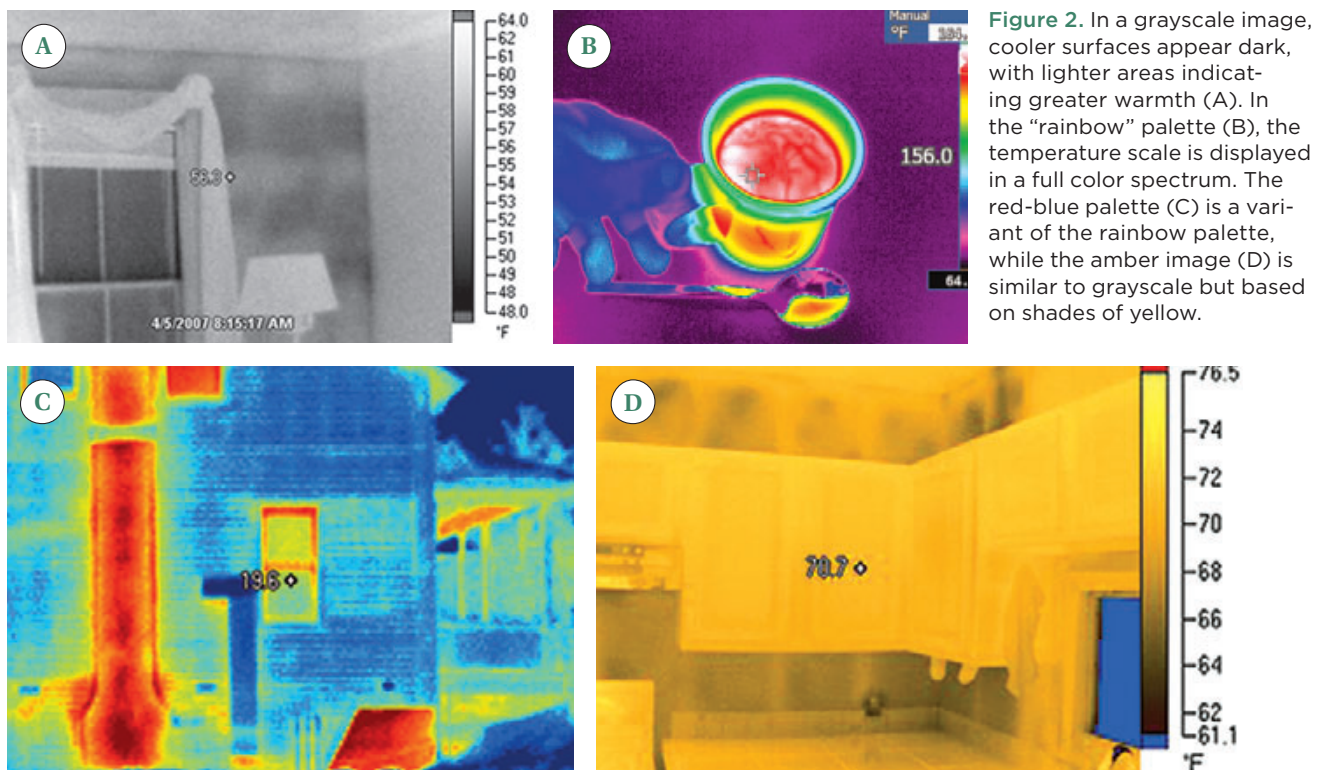 A
56.3
4/5/2007 8:15:17 AM
64.0
62
61
60
59
58
57
56
55
54
53
52
51
50
49
48
48.0
°F
B
Manual
°F
156.0
64.
Figure 2. In a grayscale image,
cooler surfaces appear dark,
with lighter areas indicat-
ing greater warmth (A). In
the “rainbow” palette (B), the
temperature scale is displayed
in a full color spectrum. The
red-blue palette (C) is a vari-
ant of the rainbow palette,
while the amber image (D) is
similar to grayscale but based
on shades of yellow.
C
19.6
D
70.7
76.5
74
72
70
68
66
64
62
61.1
°F